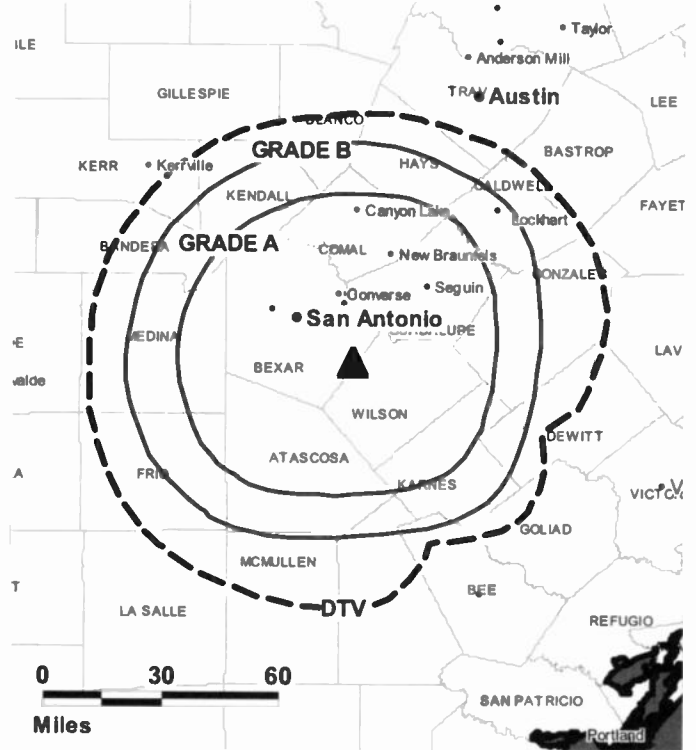 Taylor
Anderson Mill
TRAV
Austin
GILLESPIE
LEE
BLANCO
GRADE B
BASTROP
KERR
Kerrville
HAYS
CALDWELL
KENDALL
FAYET
Canyon Lake
Lockhart
BANDERA
GRADE A
COMAL
New Braunfels
GONZALES
Seguin
Converse
San Antonio
GUADALUPE
MEDINA
LAV
BEXAR
WILSON
DEWITT
ATASCOSA
FRIO
KARNES
GOLIAD
MCMULLEN
BEE
LA SALLE
DTV
REFUGIO
0 30 60
Miles
SAN PATRICIO
Portland